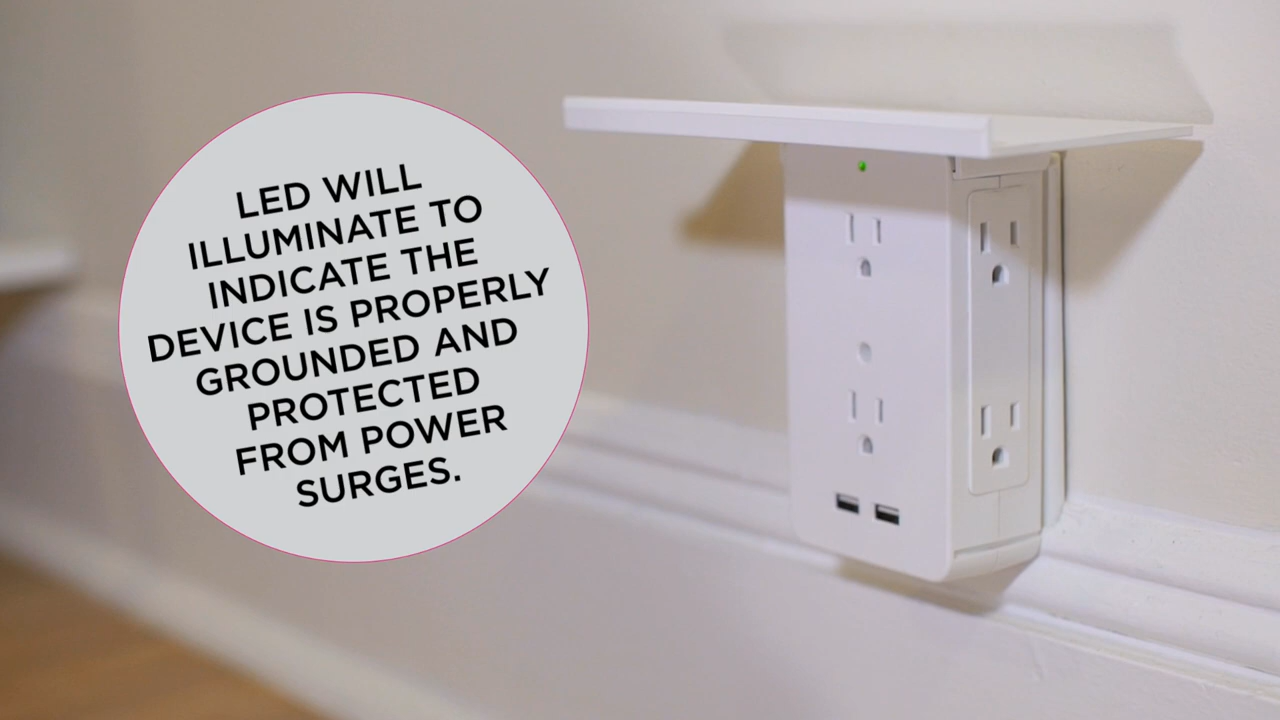 LED WILL
ILLUMINATE TO
INDICATE THE
DEVICE IS PROPERLY
GROUNDED AND
PROTECTED
FROM POWER
SURGES.